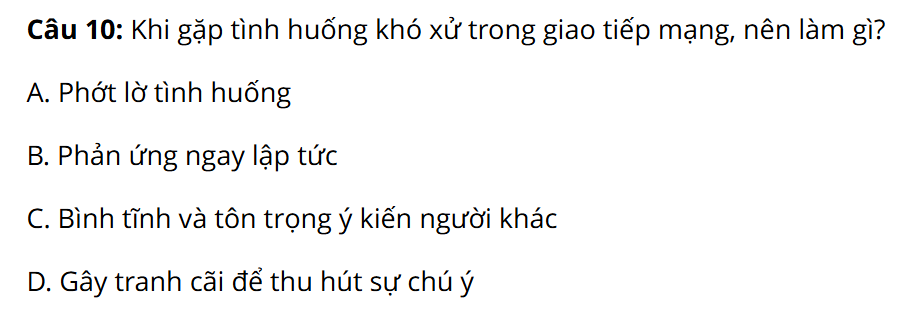 Câu 10: Khi gặp tình huống khó xử trong giao tiếp mạng, nên làm gì?
A. Phớt lờ tình huống
B. Phản ứng ngay lập tức
C. Bình tĩnh và tôn trọng ý kiến người khác
D. Gây tranh cãi để thu hút sự chú ý